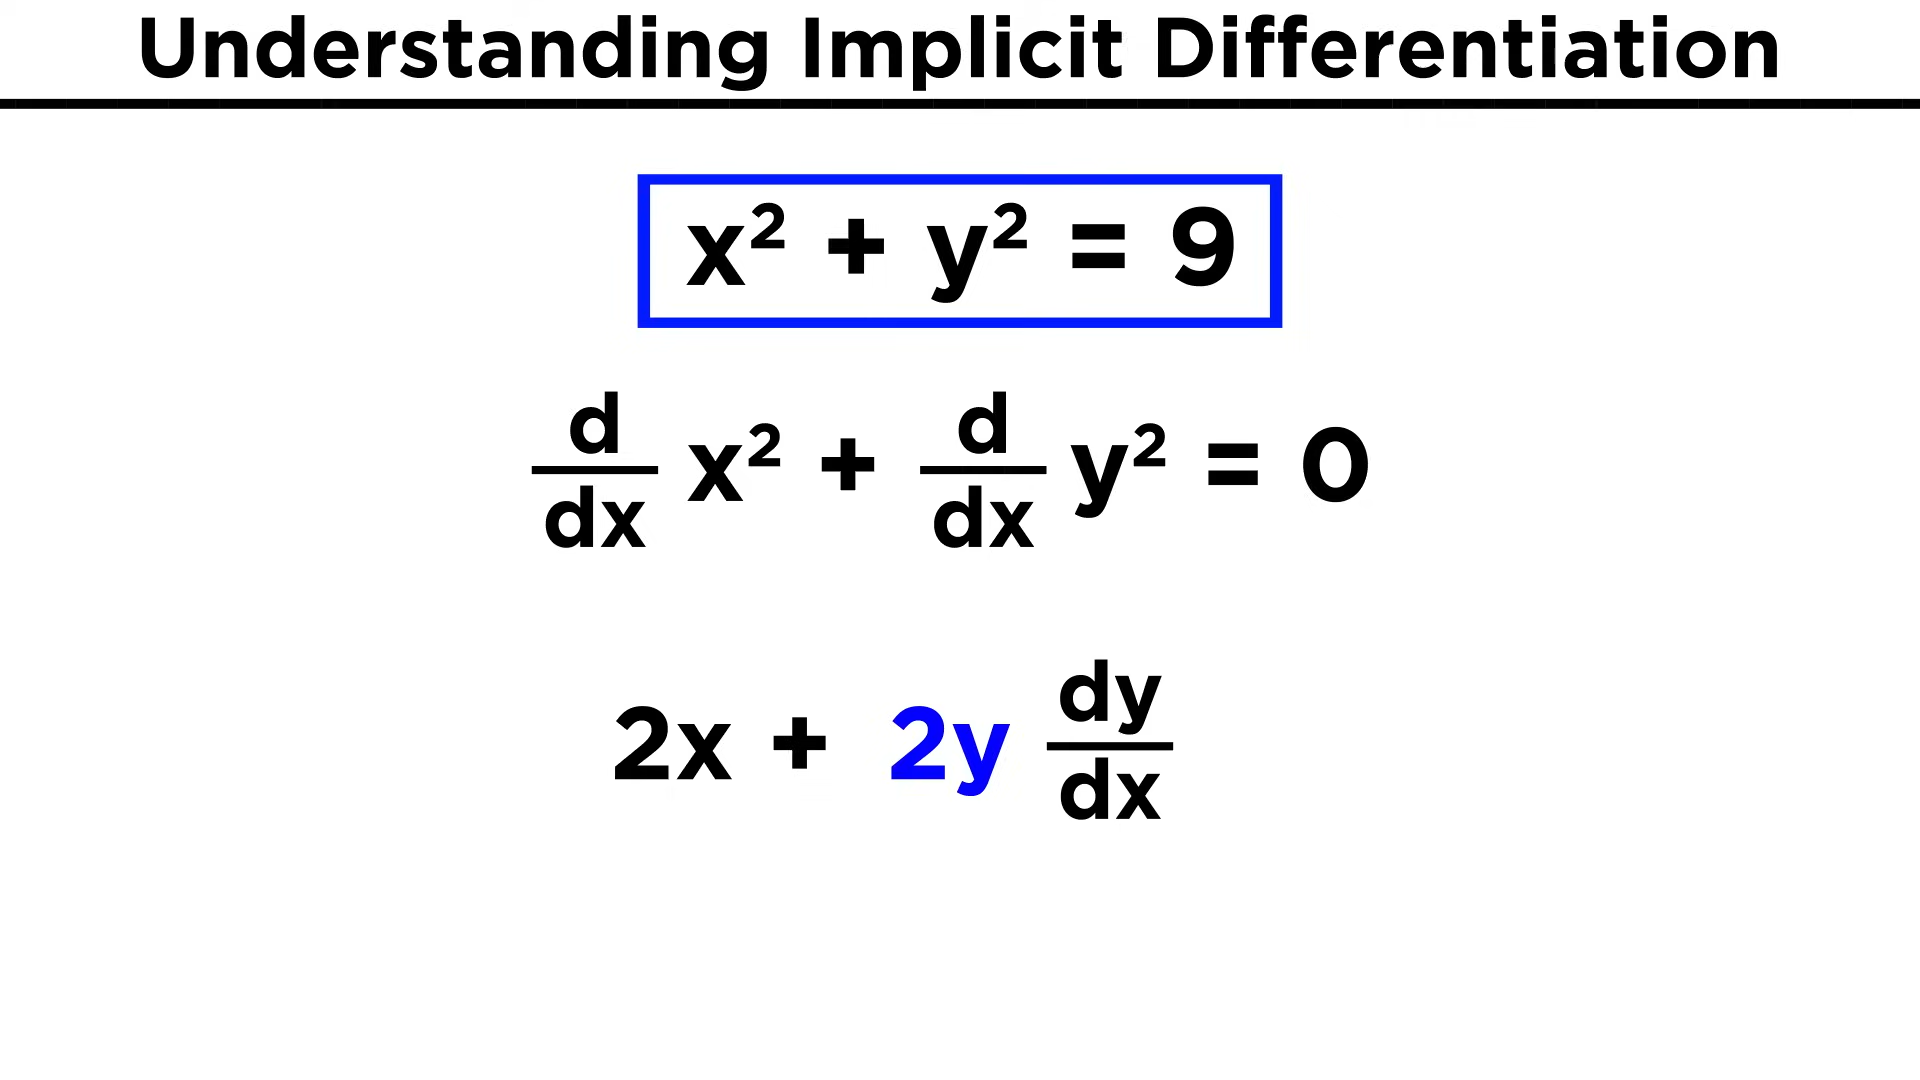 Understanding Implicit Differentiation
x² + y² = 9
d/dx x² + d/dx y² = 0
2x + 2y dy/dx